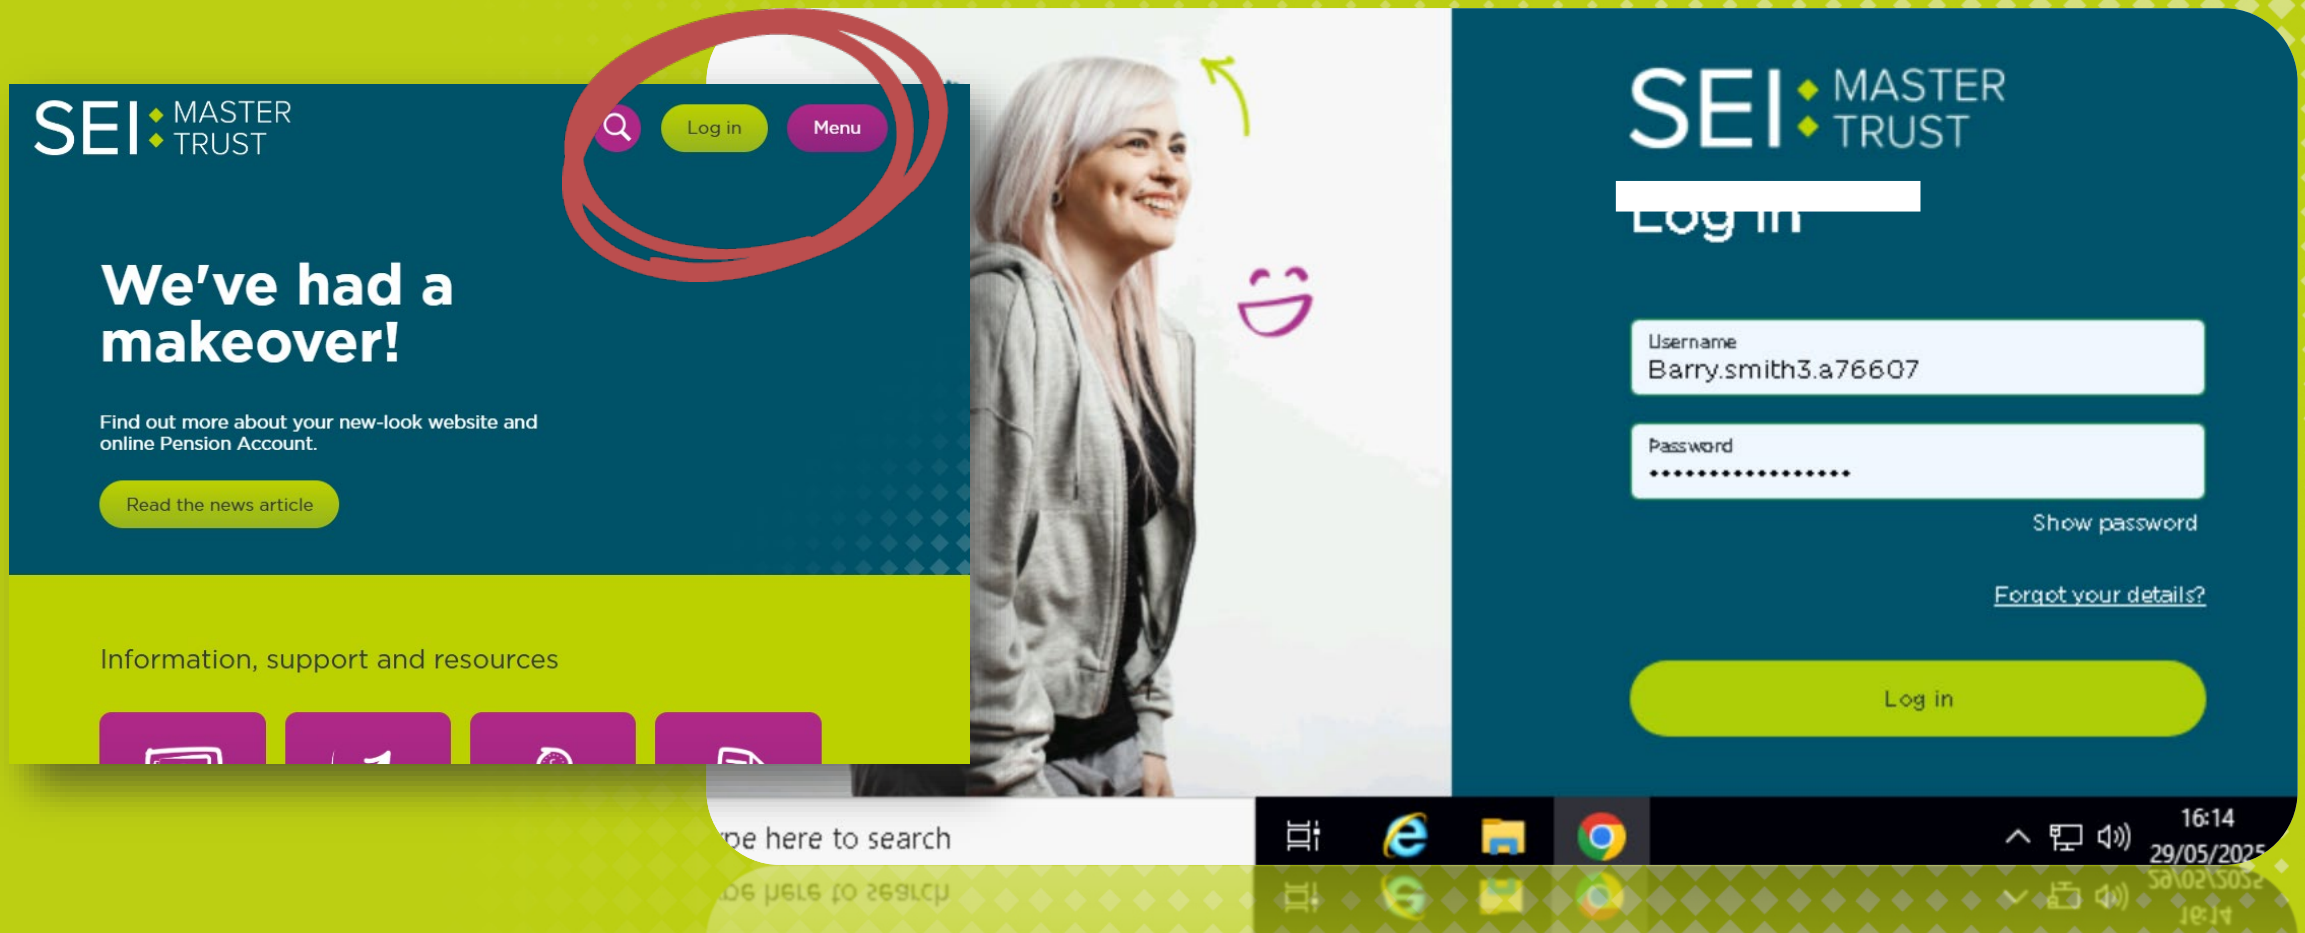 SEI MASTER
TRUST
Log in
Menu
We've had a
makeover!
Find out more about your new-look website and
online Pension Account.
Read the news article
Information, support and resources
SEI MASTER
TRUST
Log in
Username
Barry.smith3.a76607
Password
•••••••••••••••••
Show password
Forgot your details?
Log in
pe here to search
16:14
29/05/2025